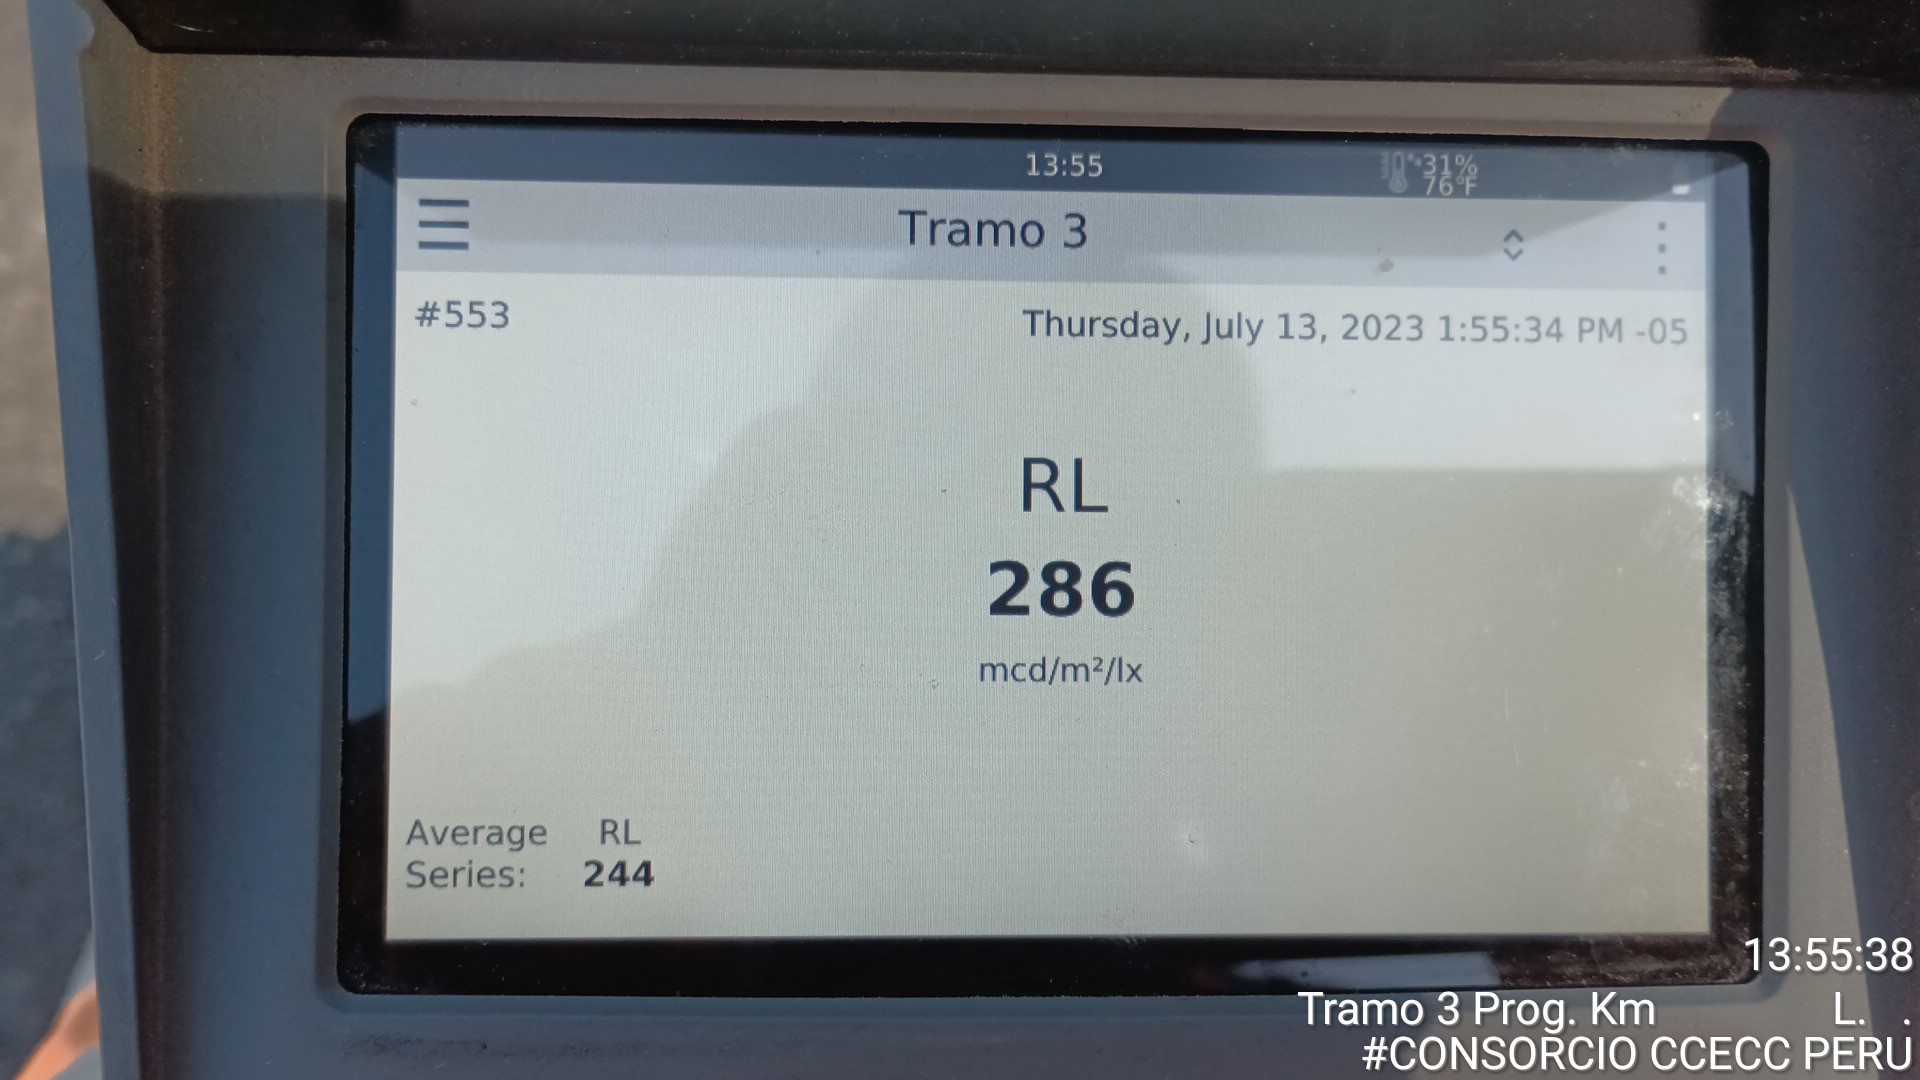 13:55
31%
76°F
Tramo 3
#553
Thursday, July 13, 2023 1:55:34 PM -05
RL
286
mcd/m²/lx
Average RL
Series: 244
13:55:38
Tramo 3 Prog. Km L. .
#CONSORCIO CCECC PERU